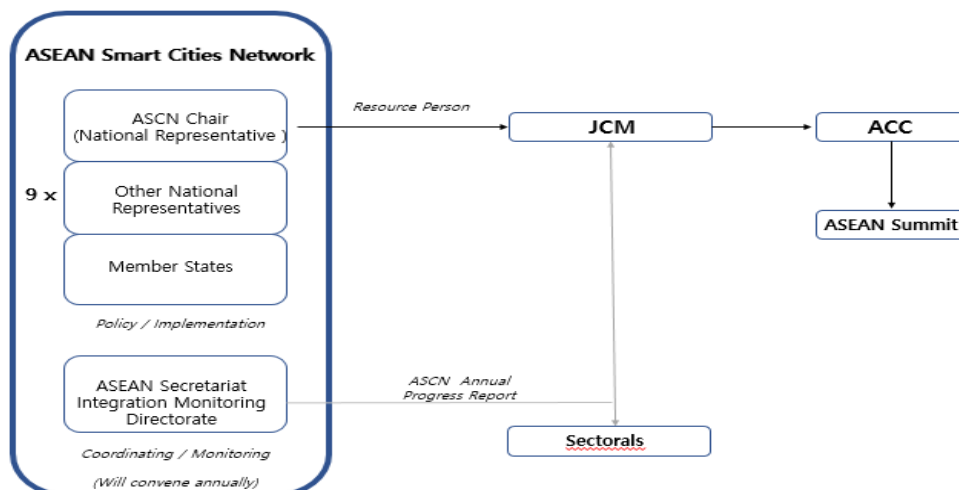 ASEAN Smart Cities Network
ASCN Chair
(National Representative )
Resource Person
JCM
ACC
9 x
Other National
Representatives
ASEAN Summit
Member States
Policy / Implementation
ASEAN Secretariat
Integration Monitoring
Directorate
ASCN Annual
Progress Report
Sectorals
Coordinating / Monitoring
(Will convene annually)